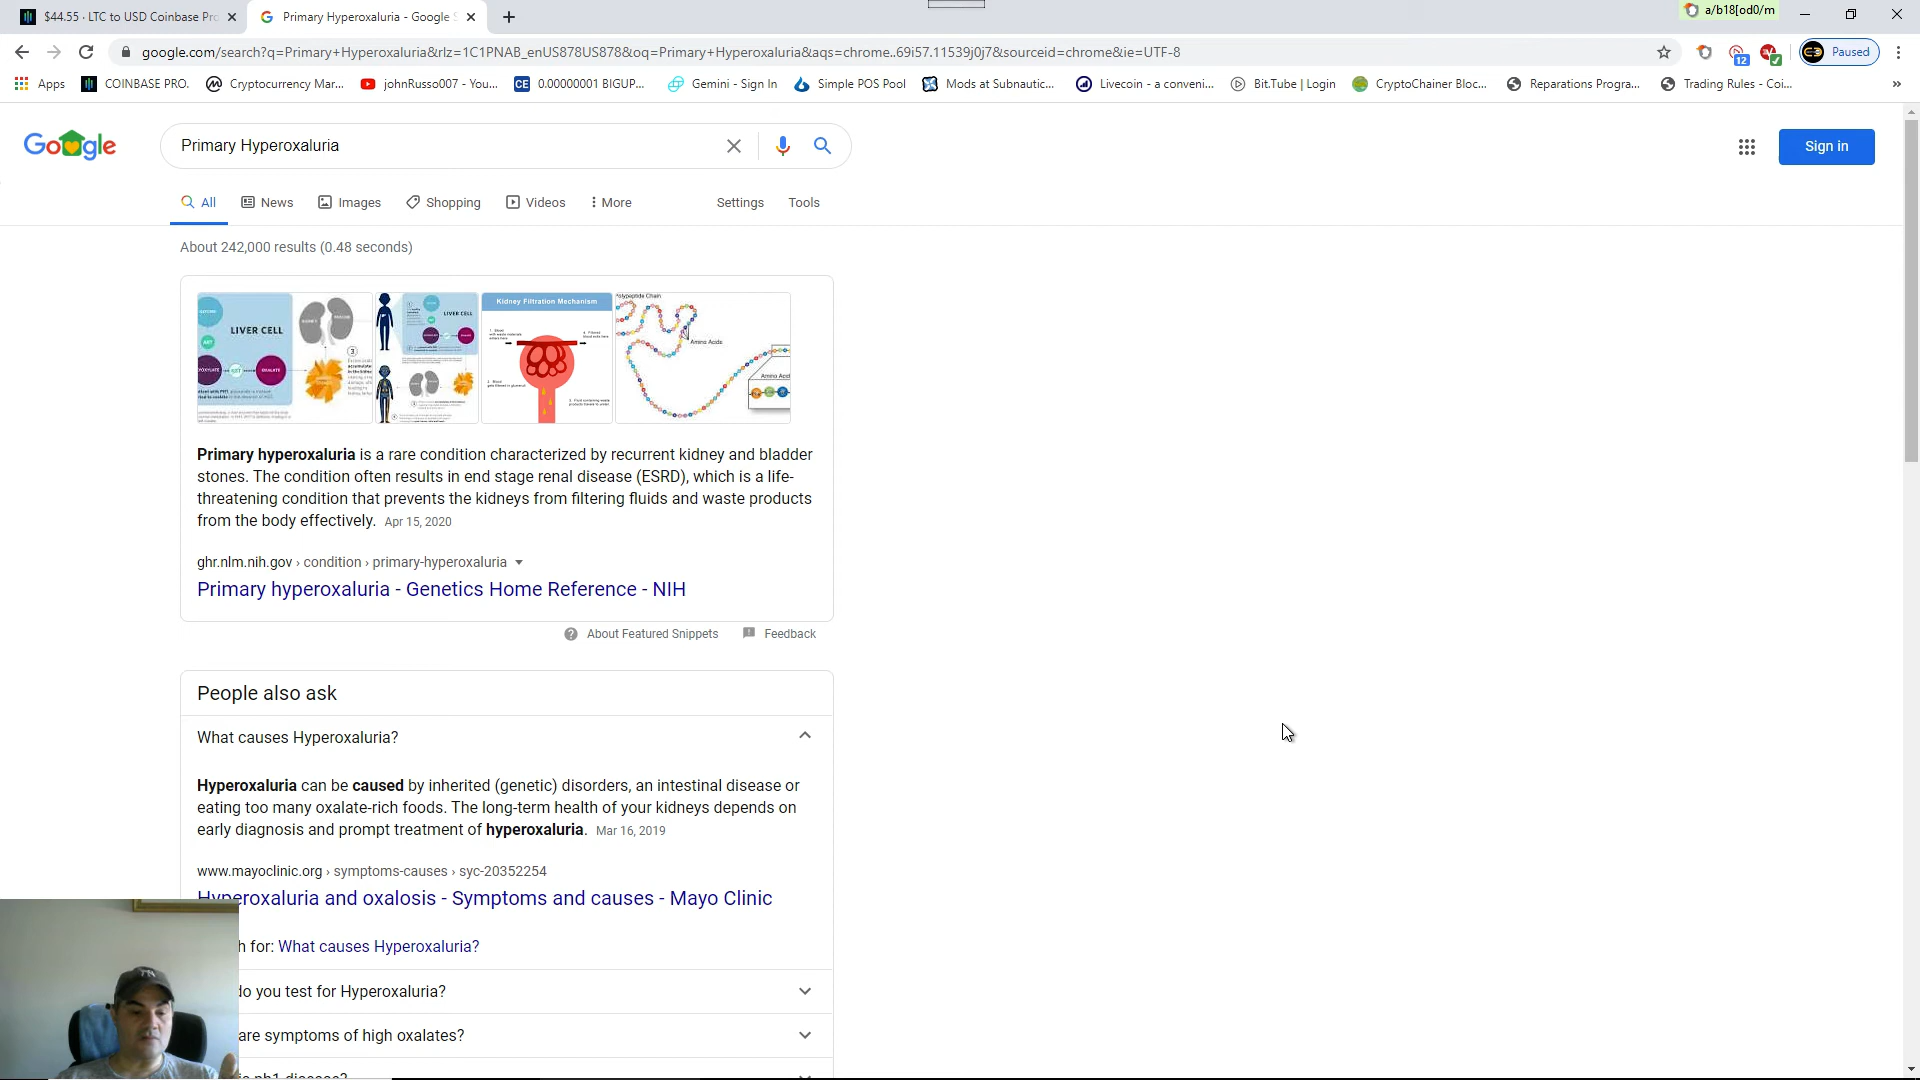 $44.55 - LTC to USD Coinbase Pro
Primary Hyperoxaluria - Google S
a/b18[od0/m
google.com/search?q=Primary+Hyperoxaluria&rlz=1C1PNAB_enUS878US878&oq=Primary+Hyperoxaluria&aqs=chrome..69i57.11539j0j7&sourceid=chrome&ie=UTF-8
12
Paused
Apps
COINBASE PRO.
Cryptocurrency Mar...
johnRusso007 - You...
CE 0.00000001 BIGUP...
Gemini - Sign In
Simple POS Pool
Mods at Subnautic...
Livecoin - a conveni...
Bit.Tube | Login
CryptoChainer Bloc...
Reparations Progra...
Trading Rules - Coi...
Google
Primary Hyperoxaluria
Sign in
All
News
Images
Shopping
Videos
More
Settings
Tools
About 242,000 results (0.48 seconds)
LIVER CELL
LIVER CELL
Kidney Filtration Mechanism
Polypeptide Chain
Amino Acids
Primary hyperoxaluria is a rare condition characterized by recurrent kidney and bladder
stones. The condition often results in end stage renal disease (ESRD), which is a life-
threatening condition that prevents the kidneys from filtering fluids and waste products
from the body effectively. Apr 15, 2020
ghr.nlm.nih.gov › condition › primary-hyperoxaluria
Primary hyperoxaluria - Genetics Home Reference - NIH
About Featured Snippets
Feedback
People also ask
What causes Hyperoxaluria?
Hyperoxaluria can be caused by inherited (genetic) disorders, an intestinal disease or
eating too many oxalate-rich foods. The long-term health of your kidneys depends on
early diagnosis and prompt treatment of hyperoxaluria. Mar 16, 2019
www.mayoclinic.org › symptoms-causes › syc-20352254
Hyperoxaluria and oxalosis - Symptoms and causes - Mayo Clinic
h for: What causes Hyperoxaluria?
do you test for Hyperoxaluria?
are symptoms of high oxalates?